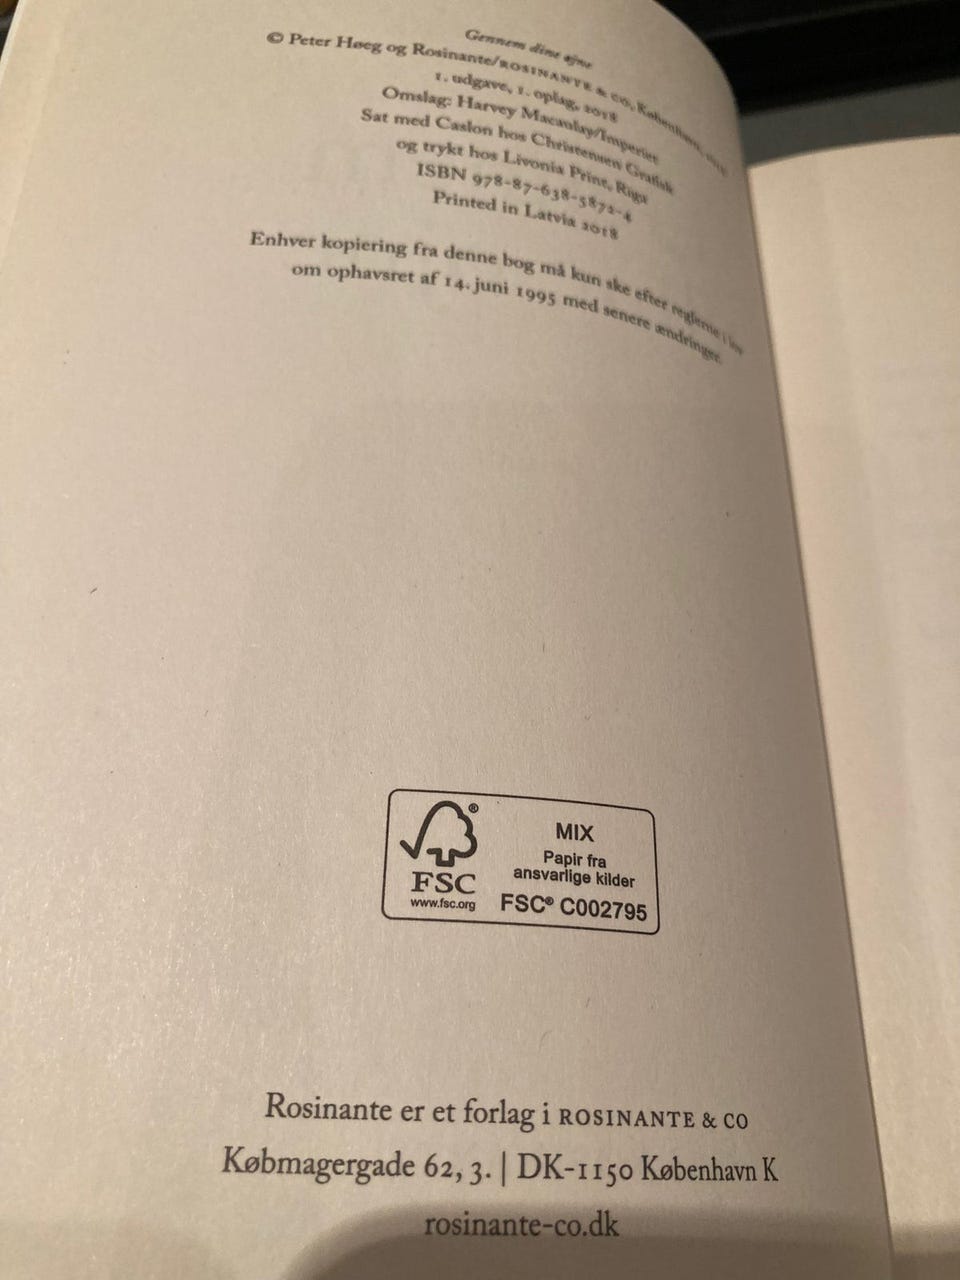 Gennem dine øjne
© Peter Høeg og Rosinante/ROSINANTE & CO, København, 2018
1. udgave, 1. oplag, 2018
Omslag: Harvey Macaulay/Imperiet
Sat med Caslon hos Christensen Grafisk
og trykt hos Livonia Print, Riga
ISBN 978-87-638-5872-4
Printed in Latvia 2018
Enhver kopiering fra denne bog må kun ske efter reglerne i lov
om ophavsret af 14. juni 1995 med senere ændringer.
®
FSC
www.fsc.org
MIX
Papir fra
ansvarlige kilder
FSC® C002795
Rosinante er et forlag i ROSINANTE & CO
Købmagergade 62, 3. | DK-1150 København K
rosinante-co.dk